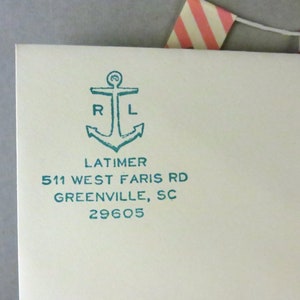 R L
LATIMER
511 WEST FARIS RD
GREENVILLE, SC
29605